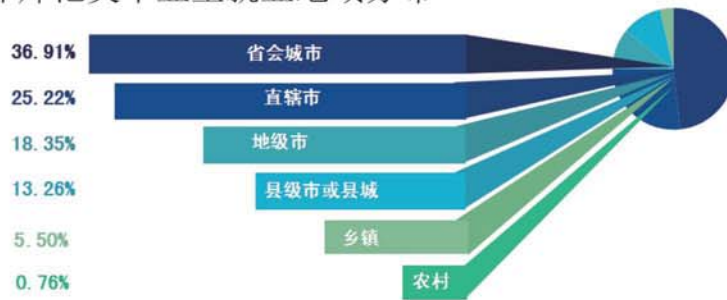 36.91% 省会城市
25.22% 直辖市
18.35% 地级市
13.26% 县级市或县城
5.50% 乡镇
0.76% 农村